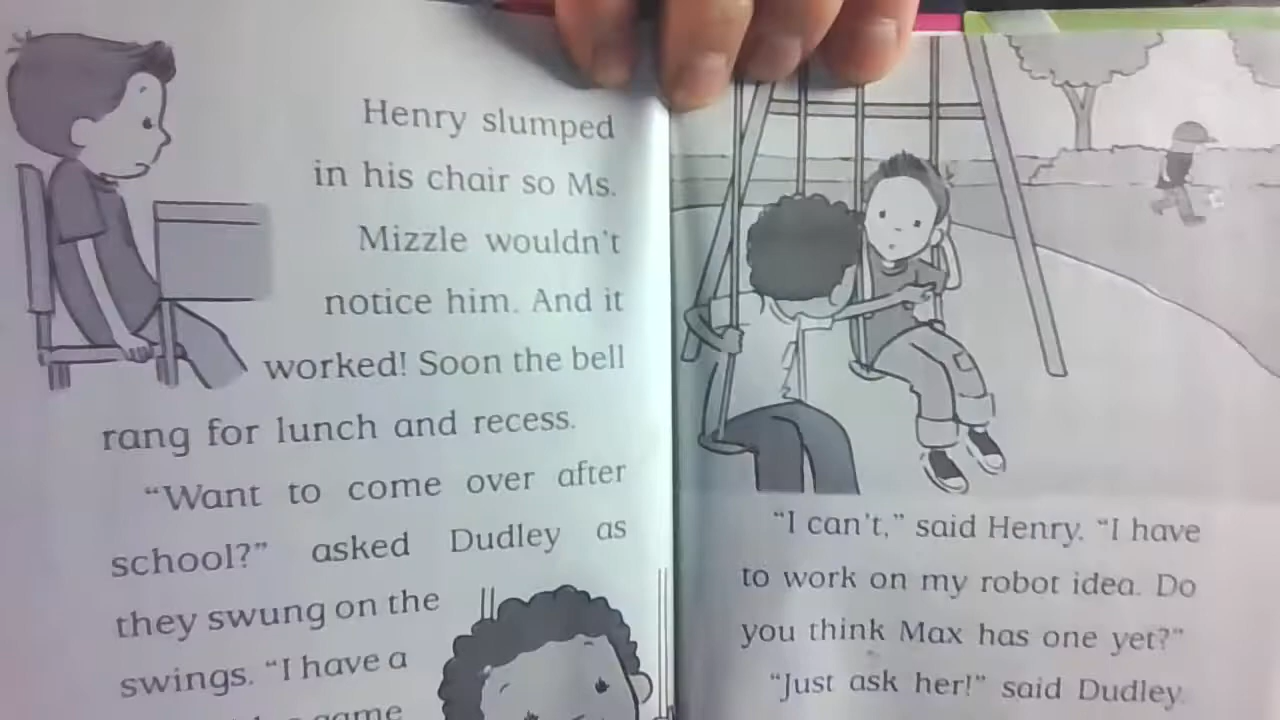 Henry slumped
in his chair so Ms.
Mizzle wouldn't
notice him. And it
worked! Soon the bell
rang for lunch and recess.
"Want to come over after
school?" asked Dudley as
they swung on the
swings. "I have a
game
"I can't," said Henry. "I have
to work on my robot idea. Do
you think Max has one yet?"
"Just ask her!" said Dudley.